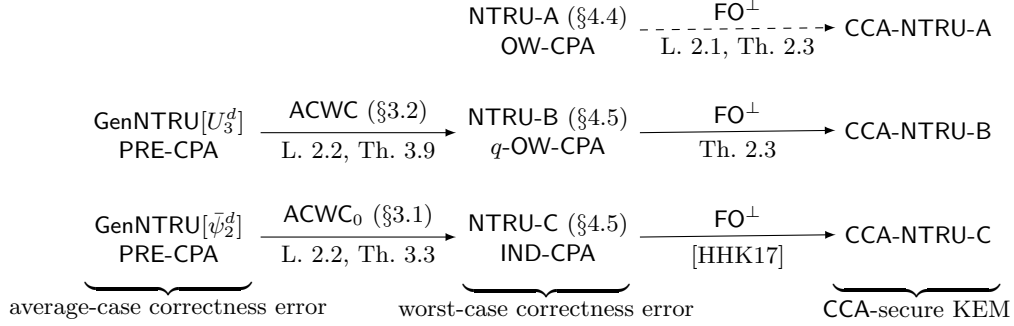 NTRU-A (§4.4) FO⊥ CCA-NTRU-A
OW-CPA L. 2.1, Th. 2.3
GenNTRU[U₃ᵈ] ACWC (§3.2) NTRU-B (§4.5) FO⊥ CCA-NTRU-B
PRE-CPA L. 2.2, Th. 3.9 q-OW-CPA Th. 2.3
GenNTRU[ψ̄₂ᵈ] ACWC₀ (§3.1) NTRU-C (§4.5) FO⊥ CCA-NTRU-C
PRE-CPA L. 2.2, Th. 3.3 IND-CPA [HHK17]
average-case correctness error worst-case correctness error CCA-secure KEM